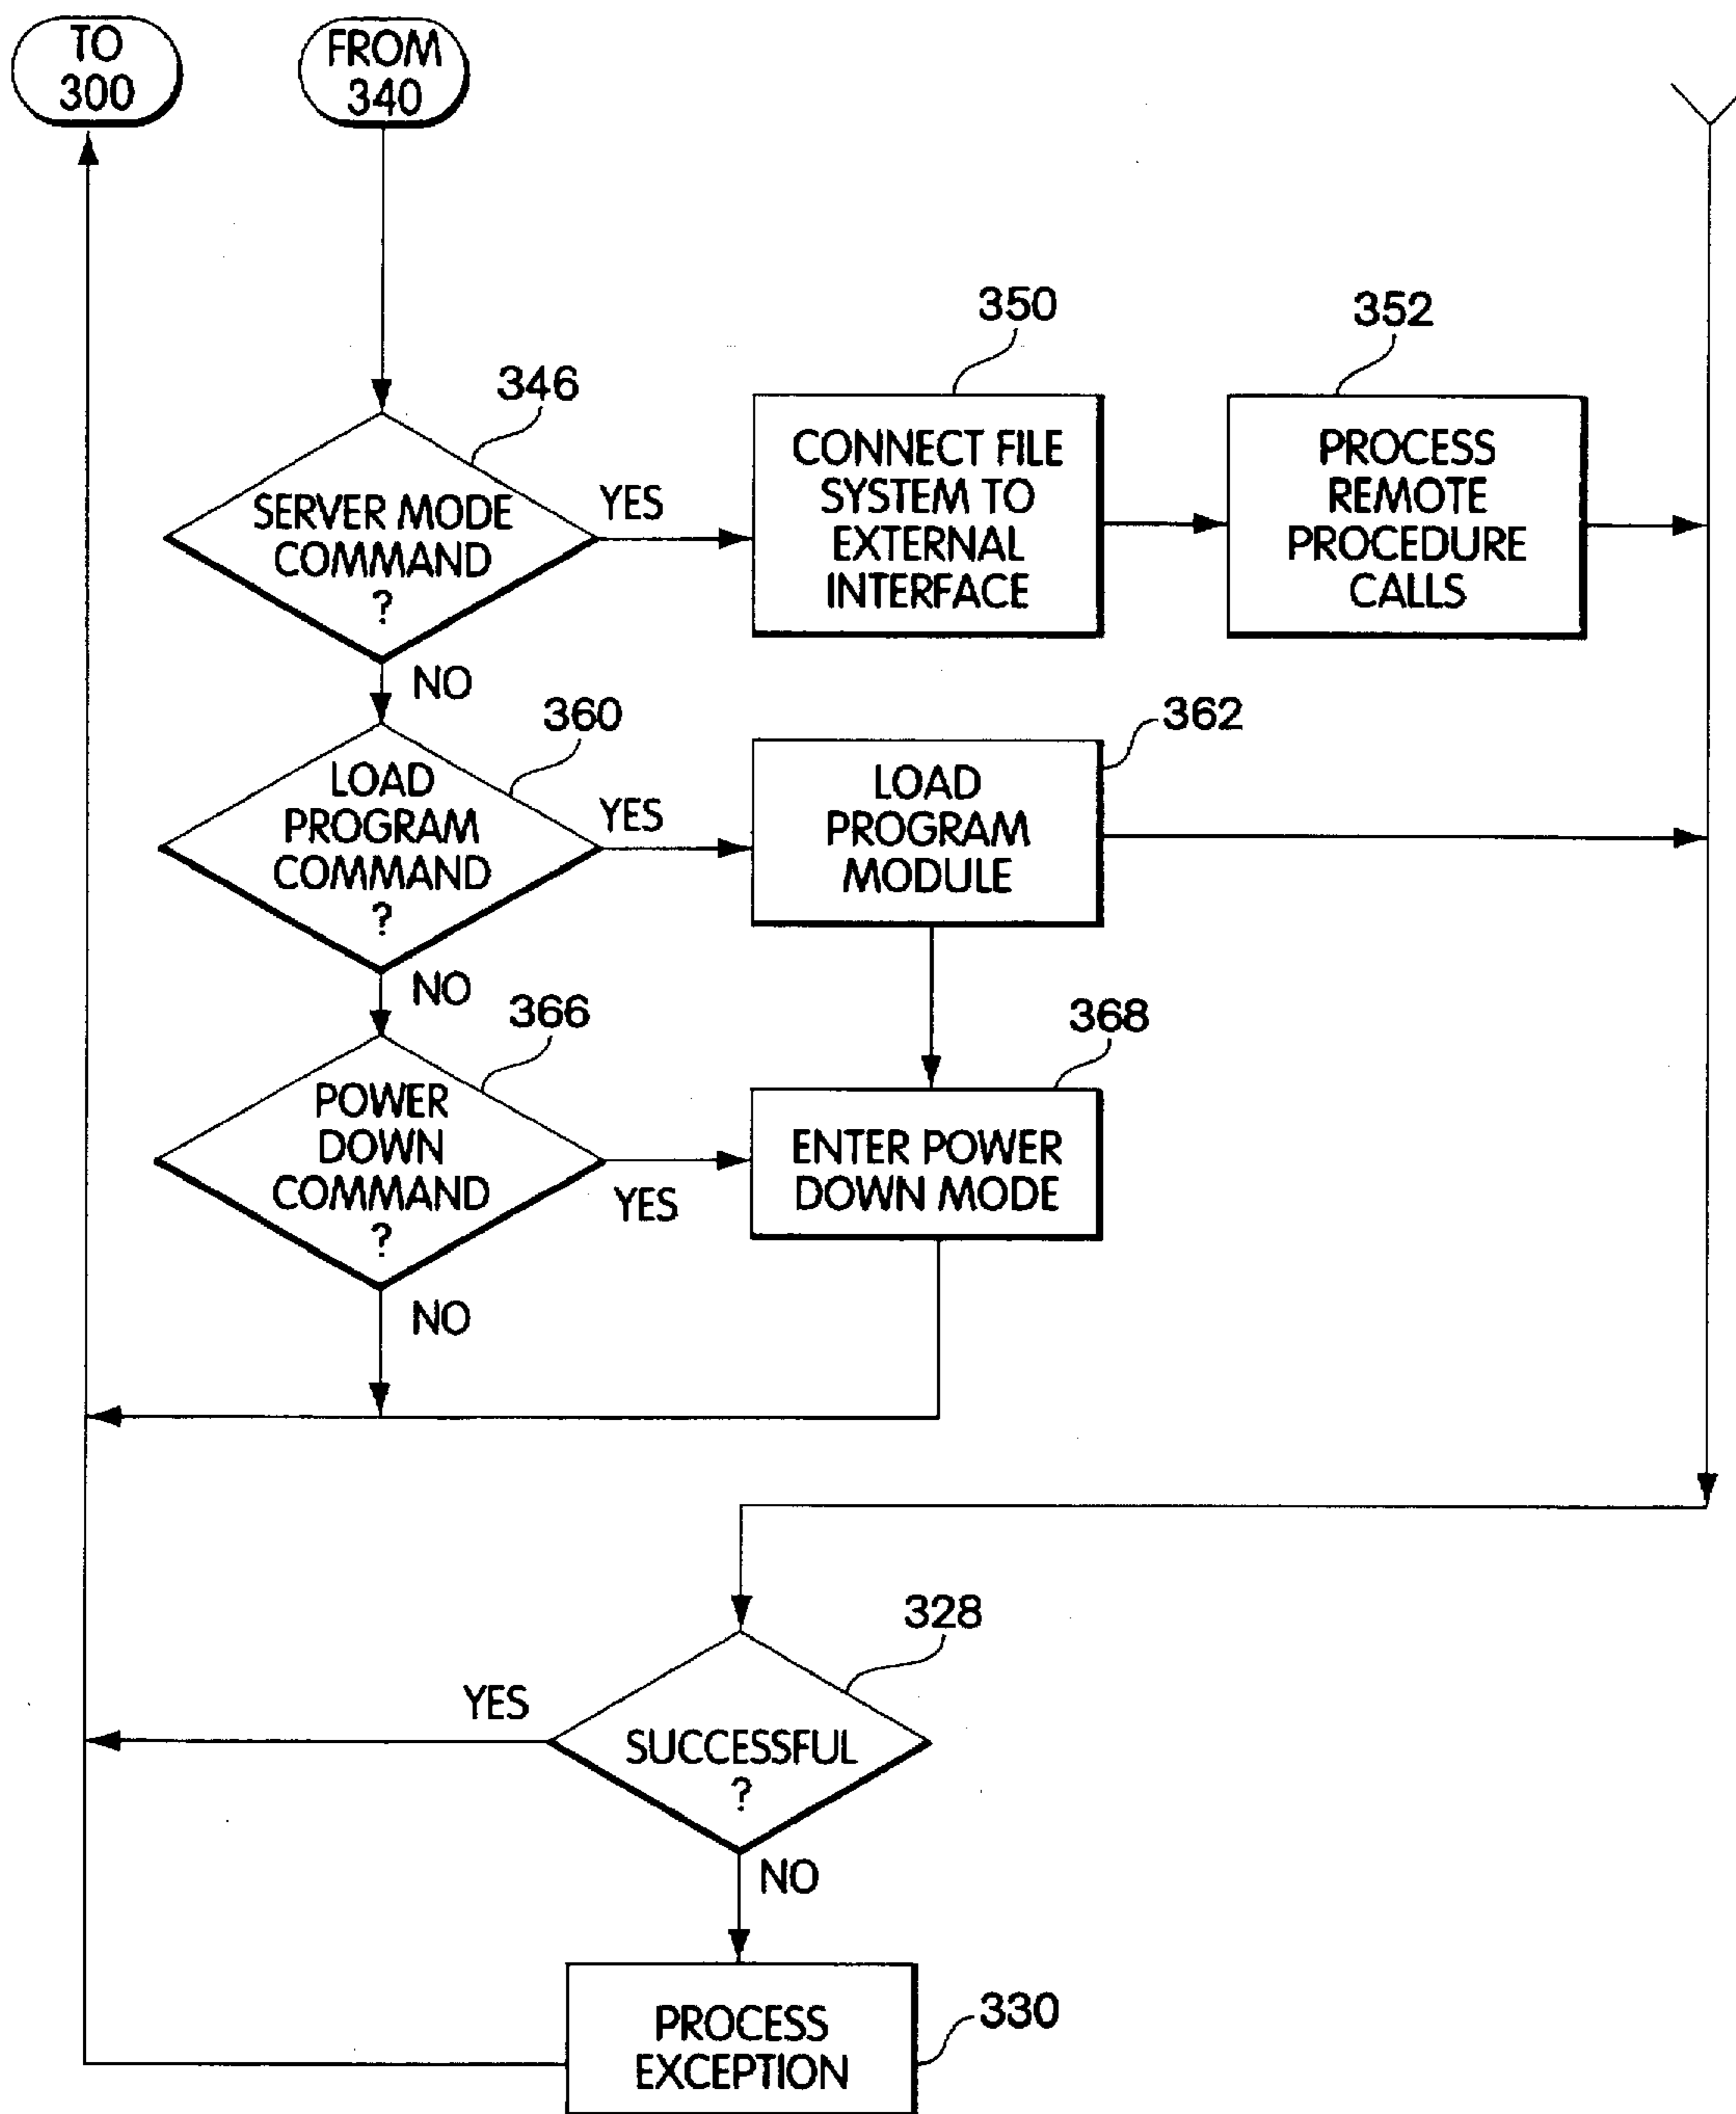 TO
300
FROM
340
346
SERVER MODE
COMMAND
?
YES
NO
350
CONNECT FILE
SYSTEM TO
EXTERNAL
INTERFACE
352
PROCESS
REMOTE
PROCEDURE
CALLS
360
LOAD
PROGRAM
COMMAND
?
YES
NO
362
LOAD
PROGRAM
MODULE
366
POWER
DOWN
COMMAND
?
YES
NO
368
ENTER POWER
DOWN MODE
328
SUCCESSFUL
?
YES
NO
PROCESS
EXCEPTION
330